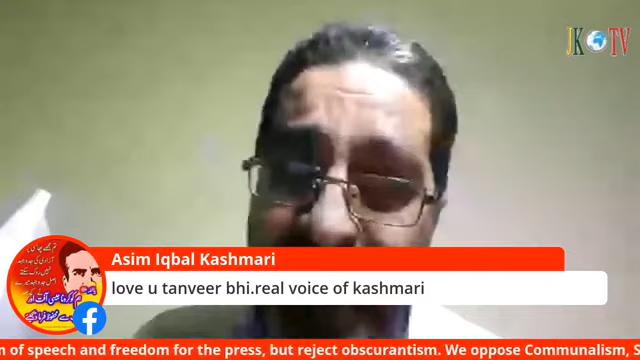 JK TV
Asim Iqbal Kashmari
love u tanveer bhi.real voice of kashmari
m of speech and freedom for the press, but reject obscurantism. We oppose Communalism, S